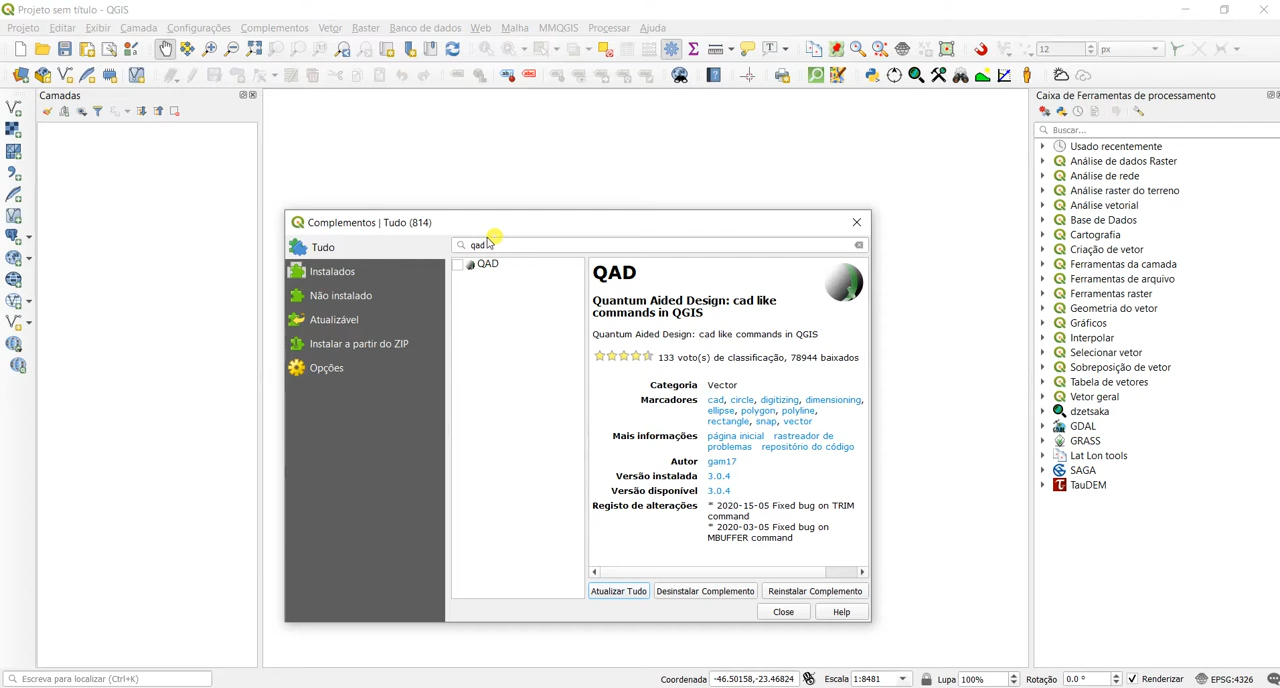 Projeto sem título - QGIS
Projeto Editar Exibir Camada Configurações Complementos Vetor Raster Banco de dados Web Malha MMQGIS Processar Ajuda
12 px
Camadas
Caixa de Ferramentas de processamento
Buscar...
Usado recentemente
Análise de dados Raster
Análise de rede
Análise raster do terreno
Análise vetorial
Base de Dados
Cartografia
Criação de vetor
Ferramentas da camada
Ferramentas de arquivo
Ferramentas raster
Geometria do vetor
Gráficos
Interpolar
Selecionar vetor
Sobreposição de vetor
Tabela de vetores
Vetor geral
dzetsaka
GDAL
GRASS
Lat Lon tools
SAGA
TauDEM
Complementos | Tudo (814)
Tudo
Instalados
Não instalado
Atualizável
Instalar a partir do ZIP
Opções
qad
QAD
QAD
Quantum Aided Design: cad like
commands in QGIS
Quantum Aided Design: cad like commands in QGIS
133 voto(s) de classificação, 78944 baixados
Categoria Vector
Marcadores cad, circle, digitizing, dimensioning,
ellipse, polygon, polyline,
rectangle, snap, vector
Mais informações página inicial rastreador de
problemas repositório do código
Autor gam17
Versão instalada 3.0.4
Versão disponível 3.0.4
Registo de alterações * 2020-15-05 Fixed bug on TRIM
command
* 2020-03-05 Fixed bug on
MBUFFER command
Atualizar Tudo Desinstalar Complemento Reinstalar Complemento
Close Help
Escreva para localizar (Ctrl+K) Coordenada -46.50158,-23.46824 Escala 1:8481 Lupa 100% Rotação 0.0 ° Renderizar EPSG:4326